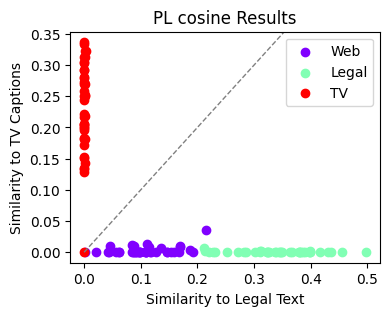 PL cosine Results
0.35
0.30
0.25
0.20
0.15
0.10
0.05
0.00
Similarity to TV Captions
Web
Legal
TV
0.0 0.1 0.2 0.3 0.4 0.5
Similarity to Legal Text